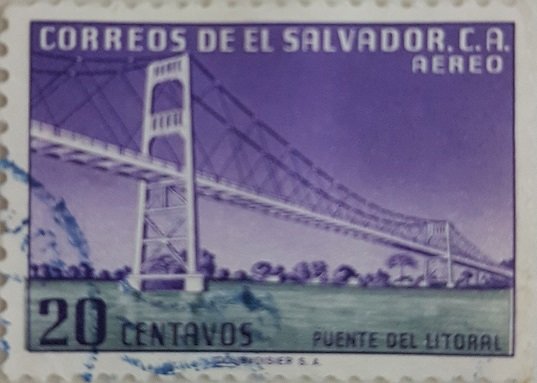 CORREOS DE EL SALVADOR, C.A.
AEREO
20 CENTAVOS
PUENTE DEL LITORAL
S.A.